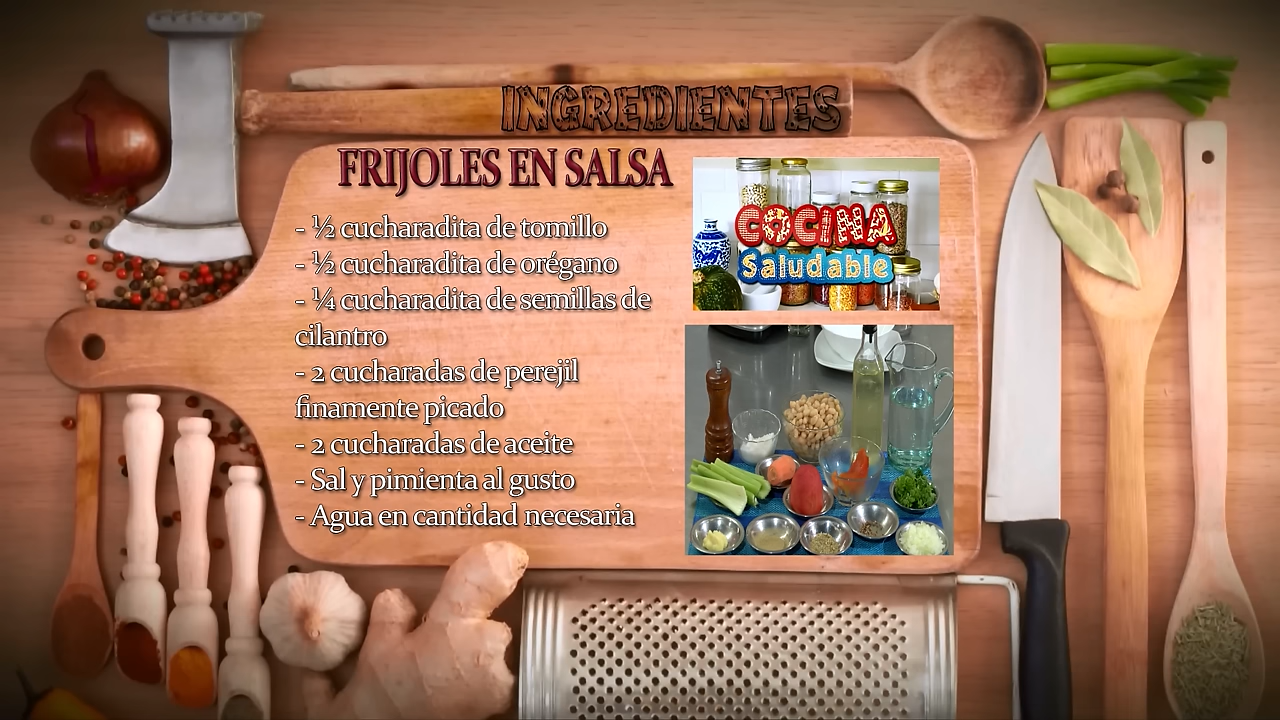 INGREDIENTES
FRIJOLES EN SALSA
- ½ cucharadita de tomillo
- ½ cucharadita de orégano
- ¼ cucharadita de semillas de
cilantro
- 2 cucharadas de perejil
finamente picado
- 2 cucharadas de aceite
- Sal y pimienta al gusto
- Agua en cantidad necesaria
COCINA
Saludable